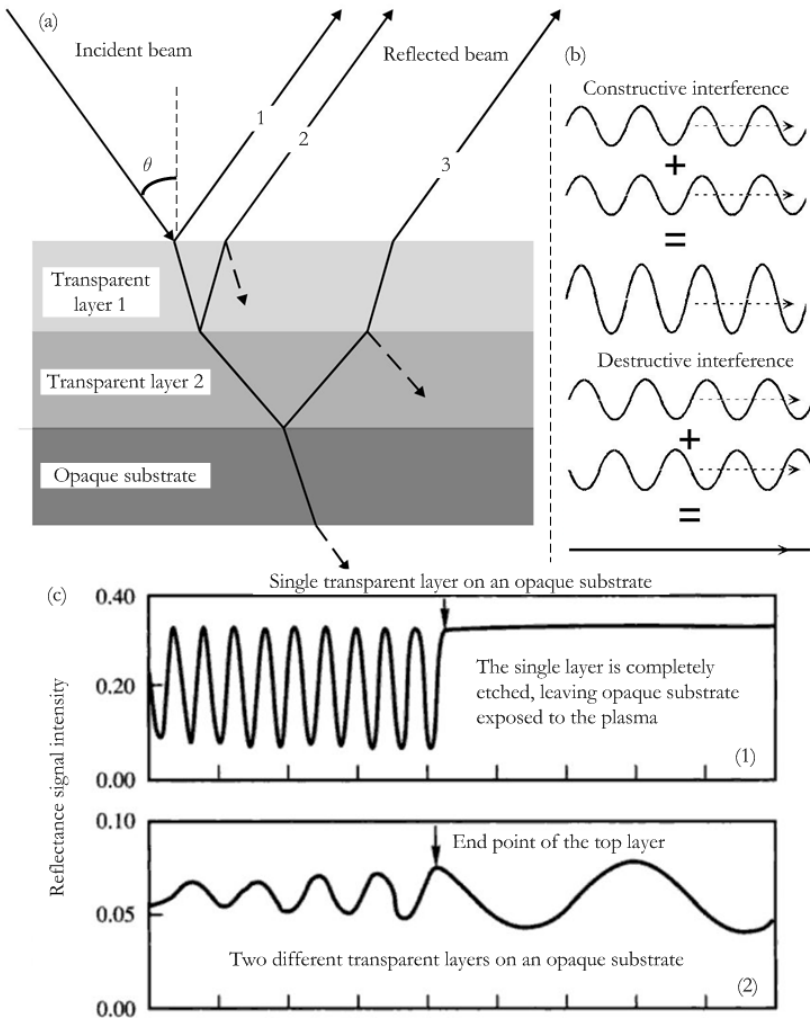 (a)
Incident beam
Reflected beam
θ
1
2
3
Transparent
layer 1
Transparent layer 2
Opaque substrate
(b)
Constructive interference
+
=
Destructive interference
+
=
(c)
Single transparent layer on an opaque substrate
Reflectance signal intensity
0.40
0.20
0.00
The single layer is completely
etched, leaving opaque substrate
exposed to the plasma
(1)
0.10
0.05
0.00
End point of the top layer
Two different transparent layers on an opaque substrate
(2)